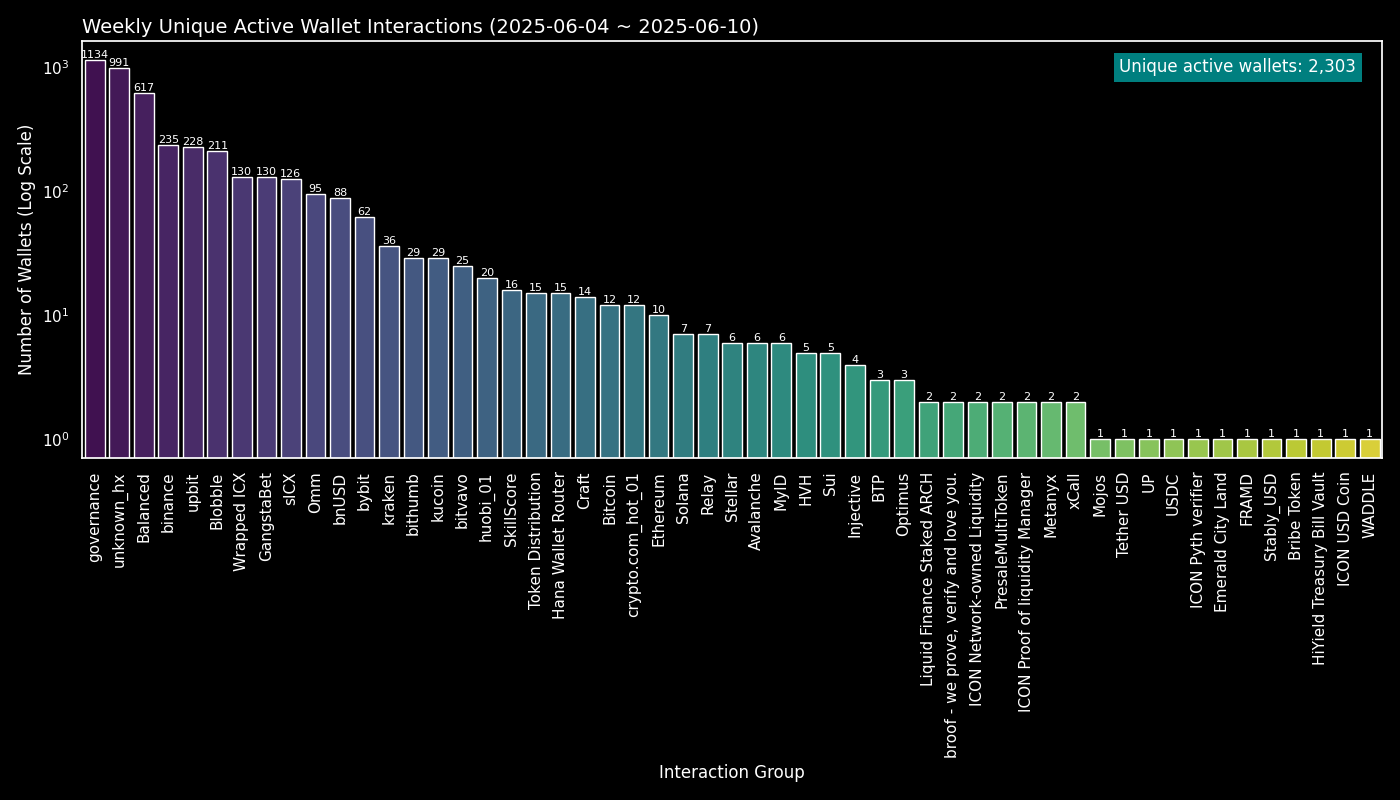 Weekly Unique Active Wallet Interactions (2025-06-04 ~ 2025-06-10)
Unique active wallets: 2,303
Number of Wallets (Log Scale)
10³
10²
10¹
10⁰
1134
991
617
235
228
211
130
130
126
95
88
62
36
29
29
25
20
16
15
15
14
12
12
10
7
7
6
6
6
5
5
4
3
3
2
2
2
2
2
2
2
1
1
1
1
1
1
1
1
1
1
1
1
governance
unknown_hx
Balanced
binance
upbit
Blobble
Wrapped ICX
GangstaBet
sICX
Omm
bnUSD
bybit
kraken
bithumb
kucoin
bitvavo
huobi_01
SkillScore
Token Distribution
Hana Wallet Router
Craft
Bitcoin
crypto.com_hot_01
Ethereum
Solana
Relay
Stellar
Avalanche
MyID
HVH
Sui
Injective
BTP
Optimus
Liquid Finance Staked ARCH
broof - we prove, verify and love you.
ICON Network-owned Liquidity
PresaleMultiToken
ICON Proof of liquidity Manager
Metanyx
xCall
Mojos
Tether USD
UP
USDC
ICON Pyth verifier
Emerald City Land
FRAMD
Stably_USD
Bribe Token
HiYield Treasury Bill Vault
ICON USD Coin
WADDLE
Interaction Group